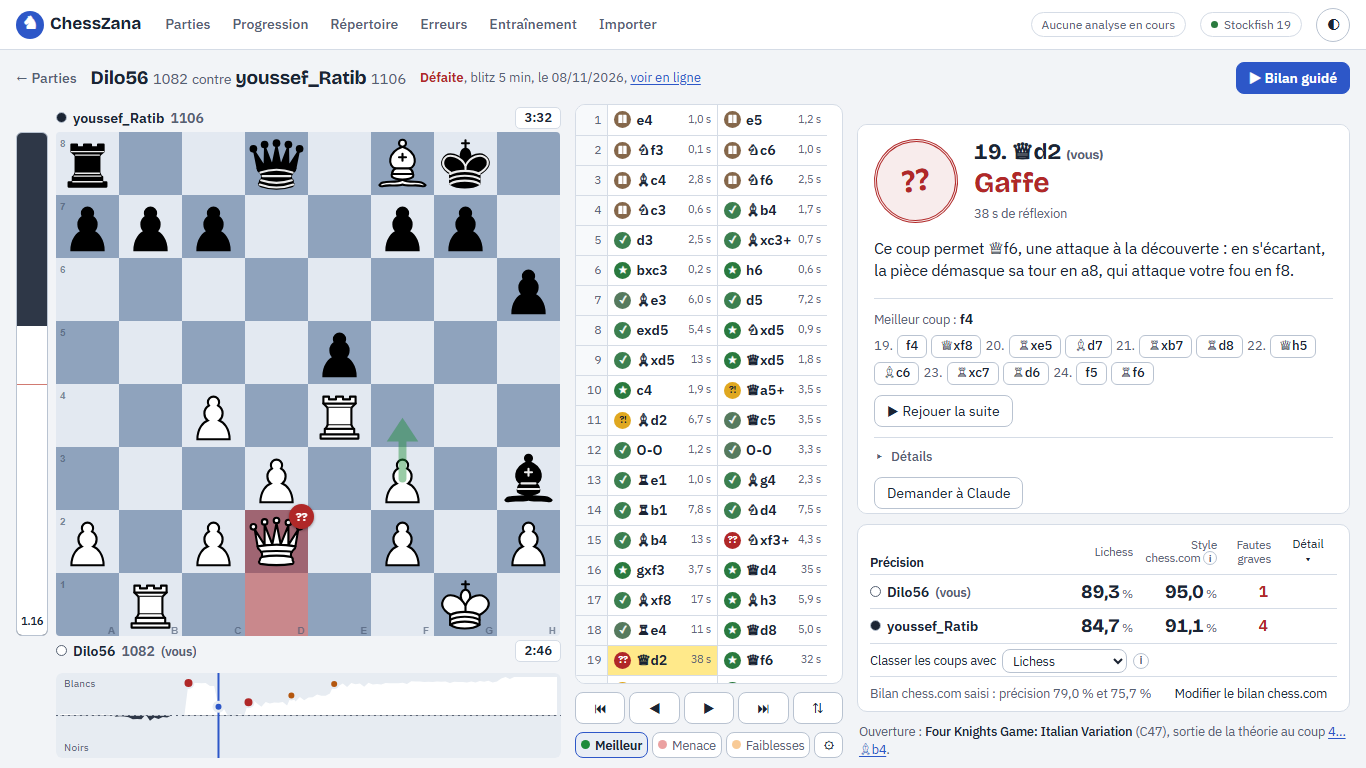 ChessZana Parties Progression Répertoire Erreurs Entraînement Importer Aucune analyse en cours Stockfish 19
← Parties Dilo56 1082 contre youssef_Ratib 1106 Défaite, blitz 5 min, le 08/11/2026, voir en ligne ▶ Bilan guidé
youssef_Ratib 1106 3:32
8
7
6
5
4
3
2
1
A B C D E F G H
??
1.16
Dilo56 1082 (vous) 2:46
Blancs
Noirs
1 e4 1,0 s e5 1,2 s
2 ♘f3 0,1 s ♘c6 1,0 s
3 ♗c4 2,8 s ♘f6 2,5 s
4 ♘c3 0,6 s ♝b4 1,7 s
5 d3 2,5 s ♝xc3+ 0,7 s
6 bxc3 0,2 s h6 0,6 s
7 ♝e3 6,0 s d5 7,2 s
8 exd5 5,4 s ♘xd5 0,9 s
9 ♝xd5 13 s ♛xd5 1,8 s
10 c4 1,9 s ?! ♛a5+ 3,5 s
11 ?! ♝d2 6,7 s ♛c5 3,5 s
12 O-O 1,2 s O-O 3,3 s
13 ♖e1 1,0 s ♝g4 2,3 s
14 ♖b1 7,8 s ♘d4 7,5 s
15 ♝b4 13 s ?? ♘xf3+ 4,3 s
16 gxf3 3,7 s ♛d4 35 s
17 ♝xf8 17 s ♝h3 5,9 s
18 ♖e4 11 s ♛d8 5,0 s
19 ?? ♛d2 38 s ♛f6 32 s
⏮ ◀ ▶ ⏭ ⇅
Meilleur Menace Faiblesses ⚙
??
19. ♛d2 (vous)
Gaffe
38 s de réflexion
Ce coup permet ♕f6, une attaque à la découverte : en s'écartant,
la pièce démasque sa tour en a8, qui attaque votre fou en f8.
Meilleur coup : f4
19. f4 ♕xf8 20. ♖xe5 ♗d7 21. ♖xb7 ♖d8 22. ♕h5
♗c6 23. ♖xc7 ♖d6 24. f5 ♖f6
▶ Rejouer la suite
▸ Détails
Demander à Claude
Précision Lichess Style chess.com i Fautes graves Détail ▾
Dilo56 (vous) 89,3 % 95,0 % 1
youssef_Ratib 84,7 % 91,1 % 4
Classer les coups avec Lichess i
Bilan chess.com saisi : précision 79,0 % et 75,7 % Modifier le bilan chess.com
Ouverture : Four Knights Game: Italian Variation (C47), sortie de la théorie au coup 4…
♗b4.